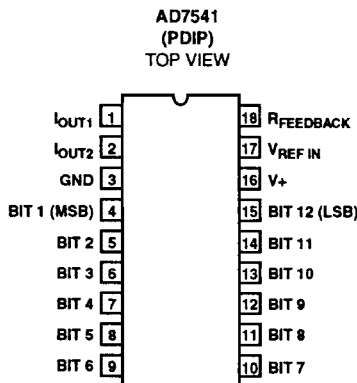 AD7541
(PDIP)
TOP VIEW
IOUT1 1
18 RFEEDBACK
IOUT2 2
17 VREF IN
GND 3
16 V+
BIT 1 (MSB) 4
15 BIT 12 (LSB)
BIT 2 5
14 BIT 11
BIT 3 6
13 BIT 10
BIT 4 7
12 BIT 9
BIT 5 8
11 BIT 8
BIT 6 9
10 BIT 7